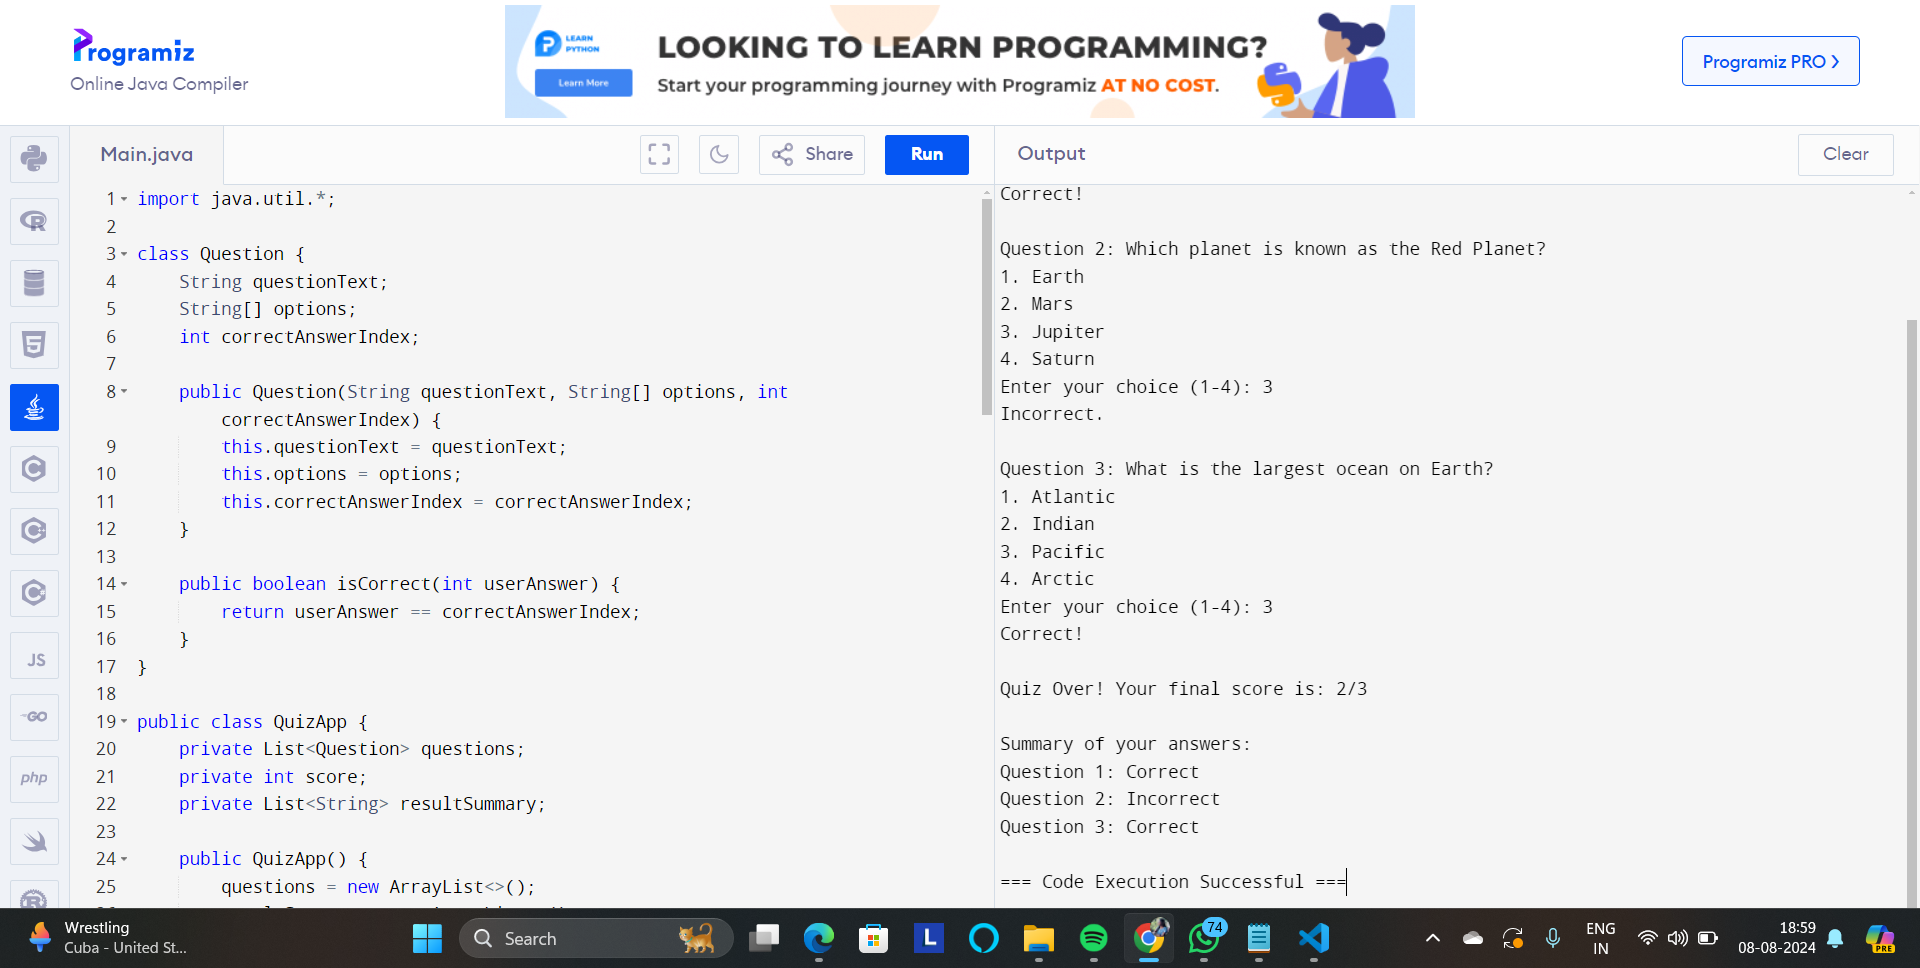 Programiz
Online Java Compiler
LEARN
PYTHON
Learn More
LOOKING TO LEARN PROGRAMMING?
Start your programming journey with Programiz AT NO COST.
Programiz PRO >
Main.java
Share
Run
Output
Clear
1 import java.util.*;
2
3 class Question {
4 String questionText;
5 String[] options;
6 int correctAnswerIndex;
7
8 public Question(String questionText, String[] options, int
correctAnswerIndex) {
9 this.questionText = questionText;
10 this.options = options;
11 this.correctAnswerIndex = correctAnswerIndex;
12 }
13
14 public boolean isCorrect(int userAnswer) {
15 return userAnswer == correctAnswerIndex;
16 }
17 }
18
19 public class QuizApp {
20 private List<Question> questions;
21 private int score;
22 private List<String> resultSummary;
23
24 public QuizApp() {
25 questions = new ArrayList<>();
Correct!
Question 2: Which planet is known as the Red Planet?
1. Earth
2. Mars
3. Jupiter
4. Saturn
Enter your choice (1-4): 3
Incorrect.
Question 3: What is the largest ocean on Earth?
1. Atlantic
2. Indian
3. Pacific
4. Arctic
Enter your choice (1-4): 3
Correct!
Quiz Over! Your final score is: 2/3
Summary of your answers:
Question 1: Correct
Question 2: Incorrect
Question 3: Correct
=== Code Execution Successful ===
JS
GO
php
Wrestling
Cuba - United St...
Search
L
74
ENG
IN
18:59
08-08-2024
PRE